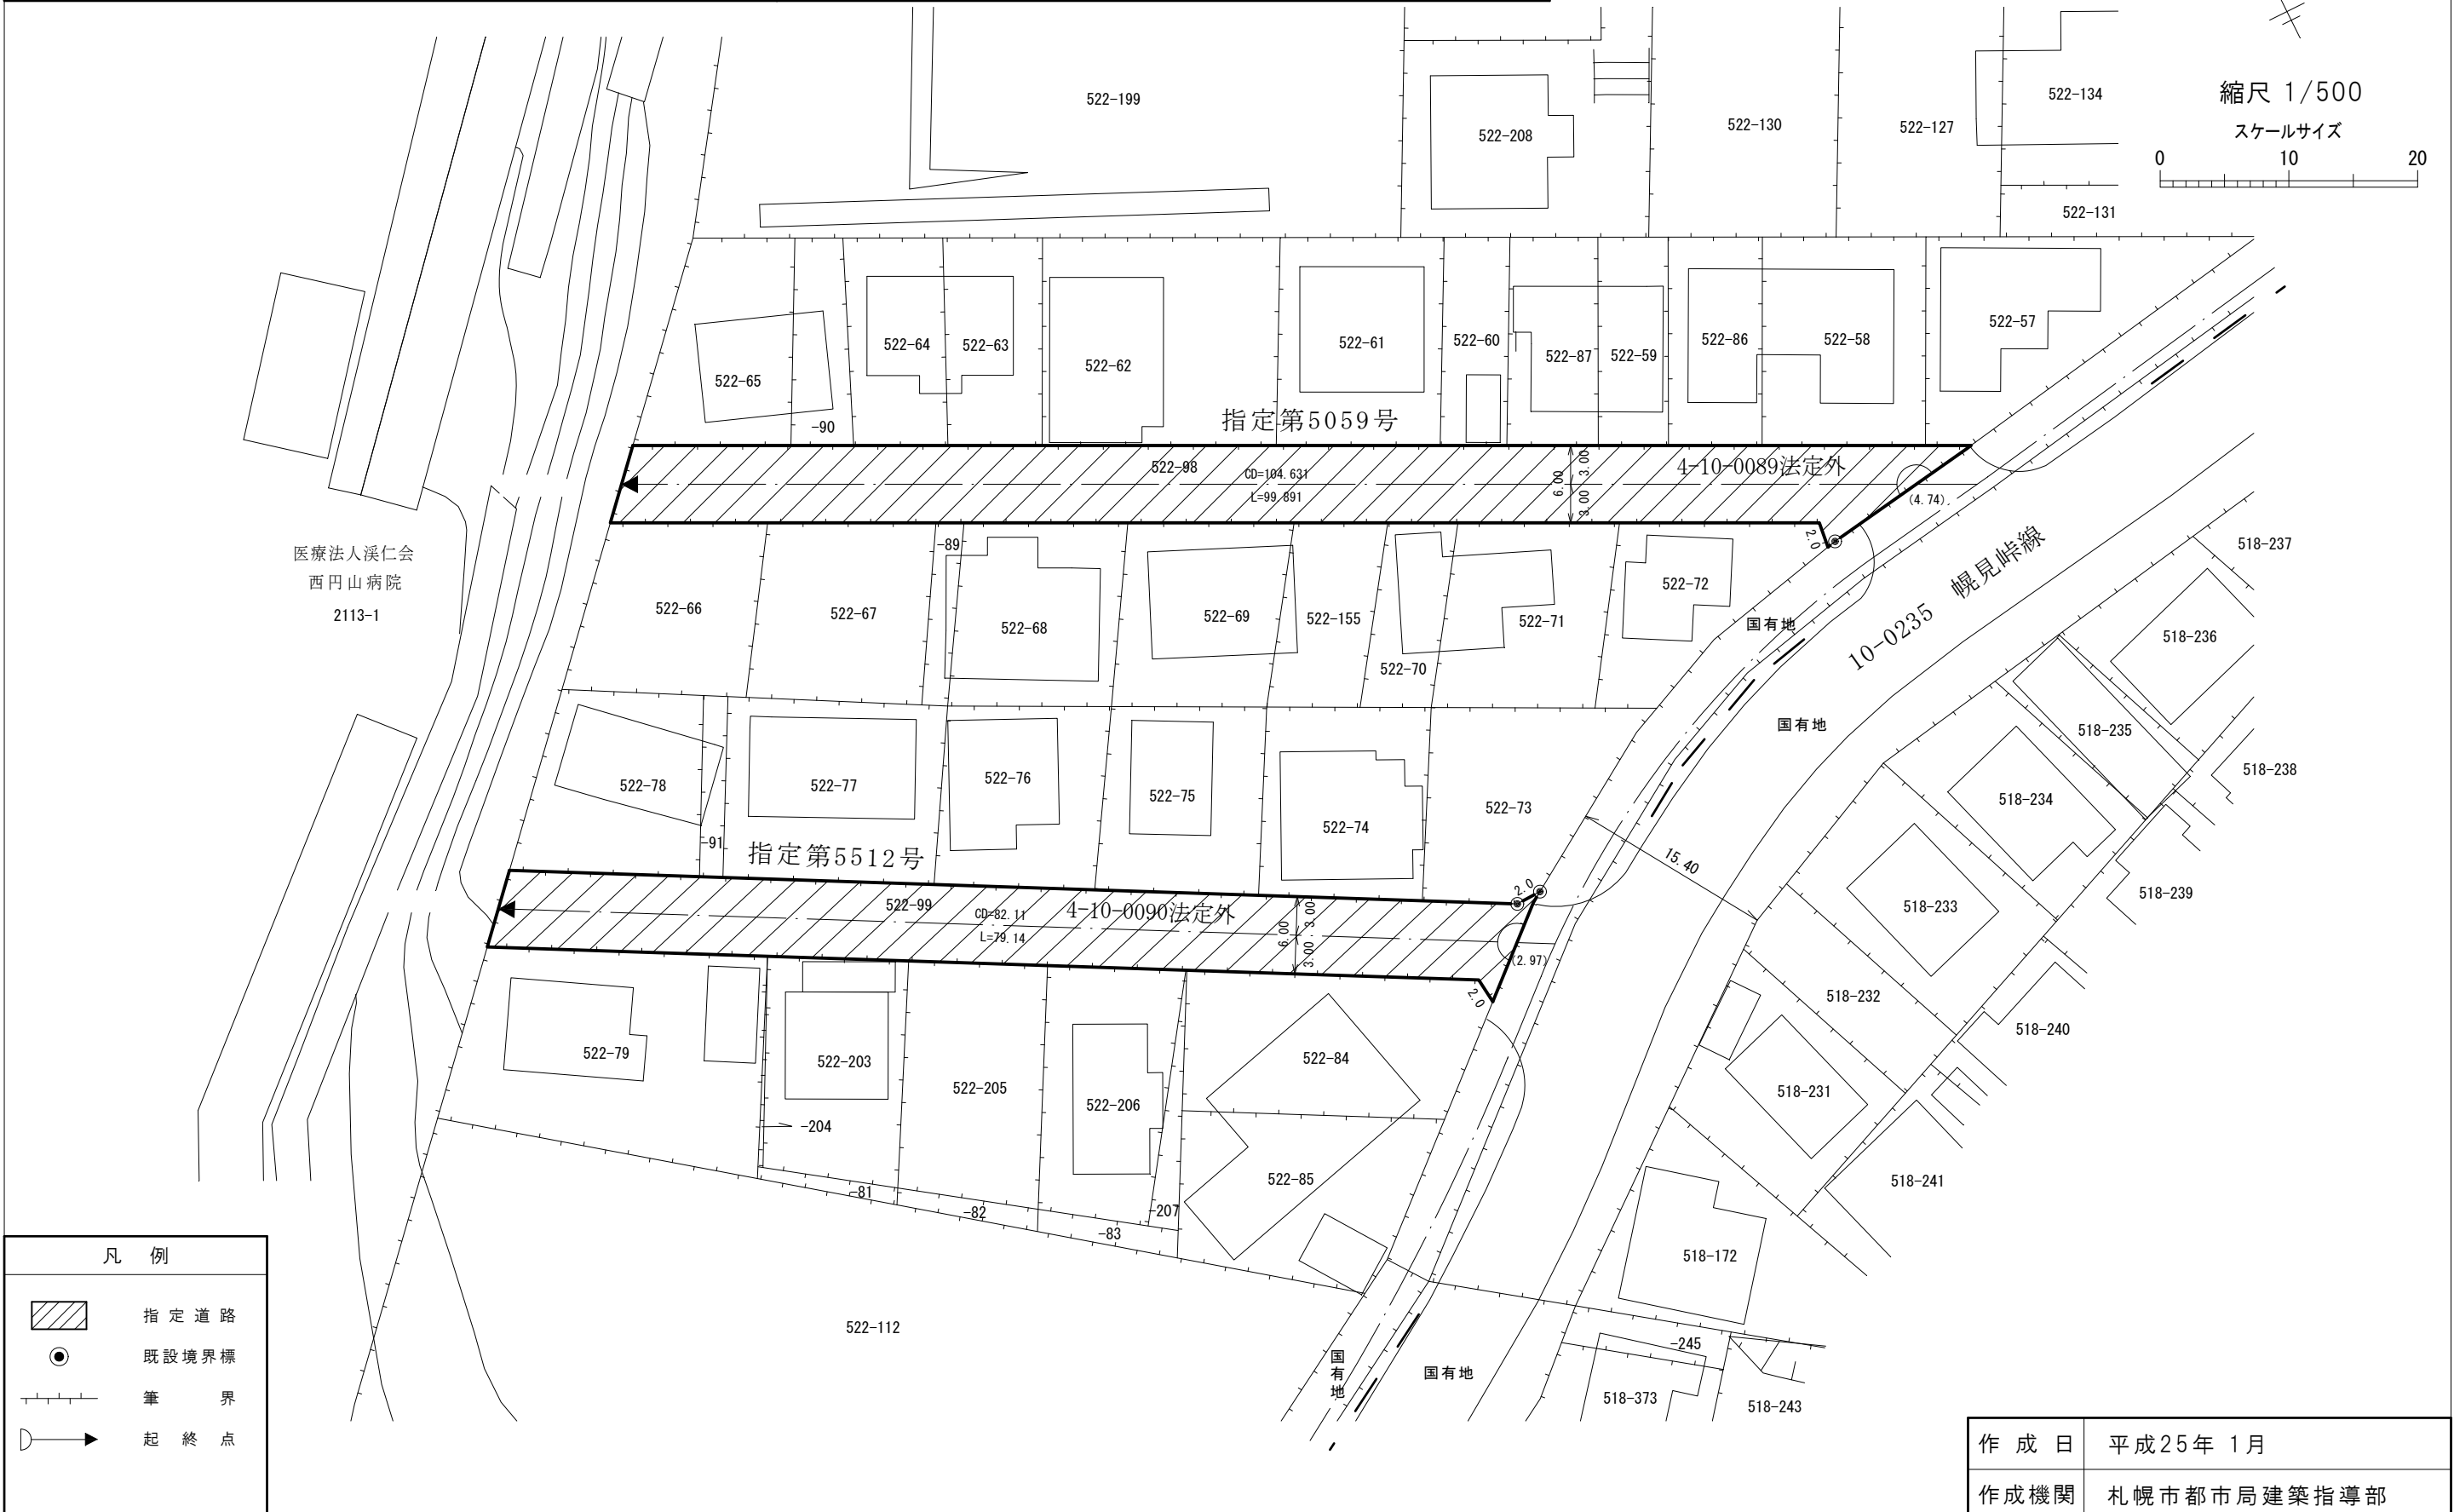 522-199
522-208
522-130
522-127
522-134
522-131
縮尺 1/500
スケールサイズ
0 10 20
522-65
-90
522-64
522-63
522-62
522-61
522-60
522-87
522-59
522-86
522-58
522-57
指定第5059号
522-98
CD=104.631
L=99.891
6.00
3.00 3.00
4-10-0089法定外
(4.74)
2.0
医療法人渓仁会
西円山病院
2113-1
522-66
522-67
-89
522-68
522-69
522-155
522-70
522-71
522-72
国有地
10-0235 幌見峠線
国有地
518-237
518-236
518-235
518-238
518-234
518-239
518-233
518-232
518-240
518-231
518-241
522-78
-91
522-77
522-76
522-75
522-74
522-73
15.40
指定第5512号
522-99
CD=82.11
L=79.14
4-10-0090法定外
6.00
3.00 3.00
2.0
(2.97)
2.0
522-79
522-203
-204
522-205
522-206
522-84
522-85
-81
-82
-83
-207
522-112
518-172
-245
518-373
518-243
国有地
国有地
凡 例
指定道路
既設境界標
筆 界
起 終 点
作 成 日 平成25年 1月
作成機関 札幌市都市局建築指導部